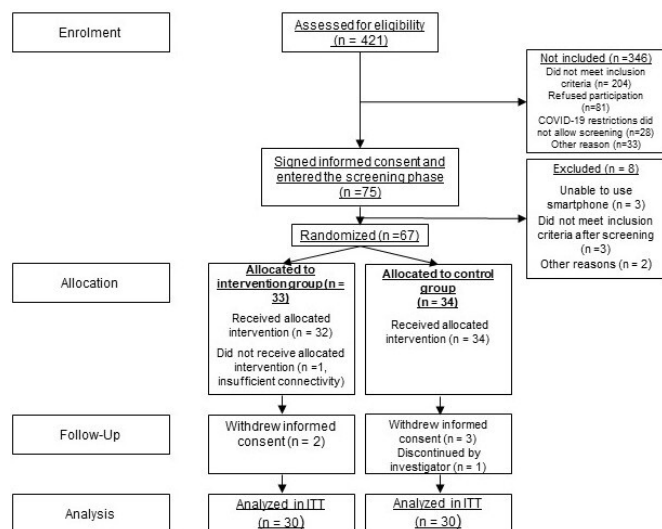 Enrolment
Assessed for eligibility
(n = 421)
Not included (n =346)
Did not meet inclusion
criteria (n= 204)
Refused participation
(n=81)
COVID-19 restrictions did
not allow screening (n=28)
Other reason (n=33)
Signed informed consent and
entered the screening phase
(n =75)
Excluded (n = 8)
Unable to use
smartphone (n = 3)
Did not meet inclusion
criteria after screening
(n =3)
Other reasons (n = 2)
Randomized (n =67)
Allocation
Allocated to
intervention group (n =
33)
Received allocated
intervention (n = 32)
Did not receive allocated
intervention (n =1,
insufficient connectivity)
Allocated to control
group
(n = 34)
Received allocated
intervention (n = 34)
Follow-Up
Withdrew informed
consent (n = 2)
Withdrew informed
consent (n = 3)
Discontinued by
investigator (n = 1)
Analysis
Analyzed in ITT
(n = 30)
Analyzed in ITT
(n = 30)